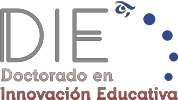 DIE
Doctorado en
Innovación Educativa